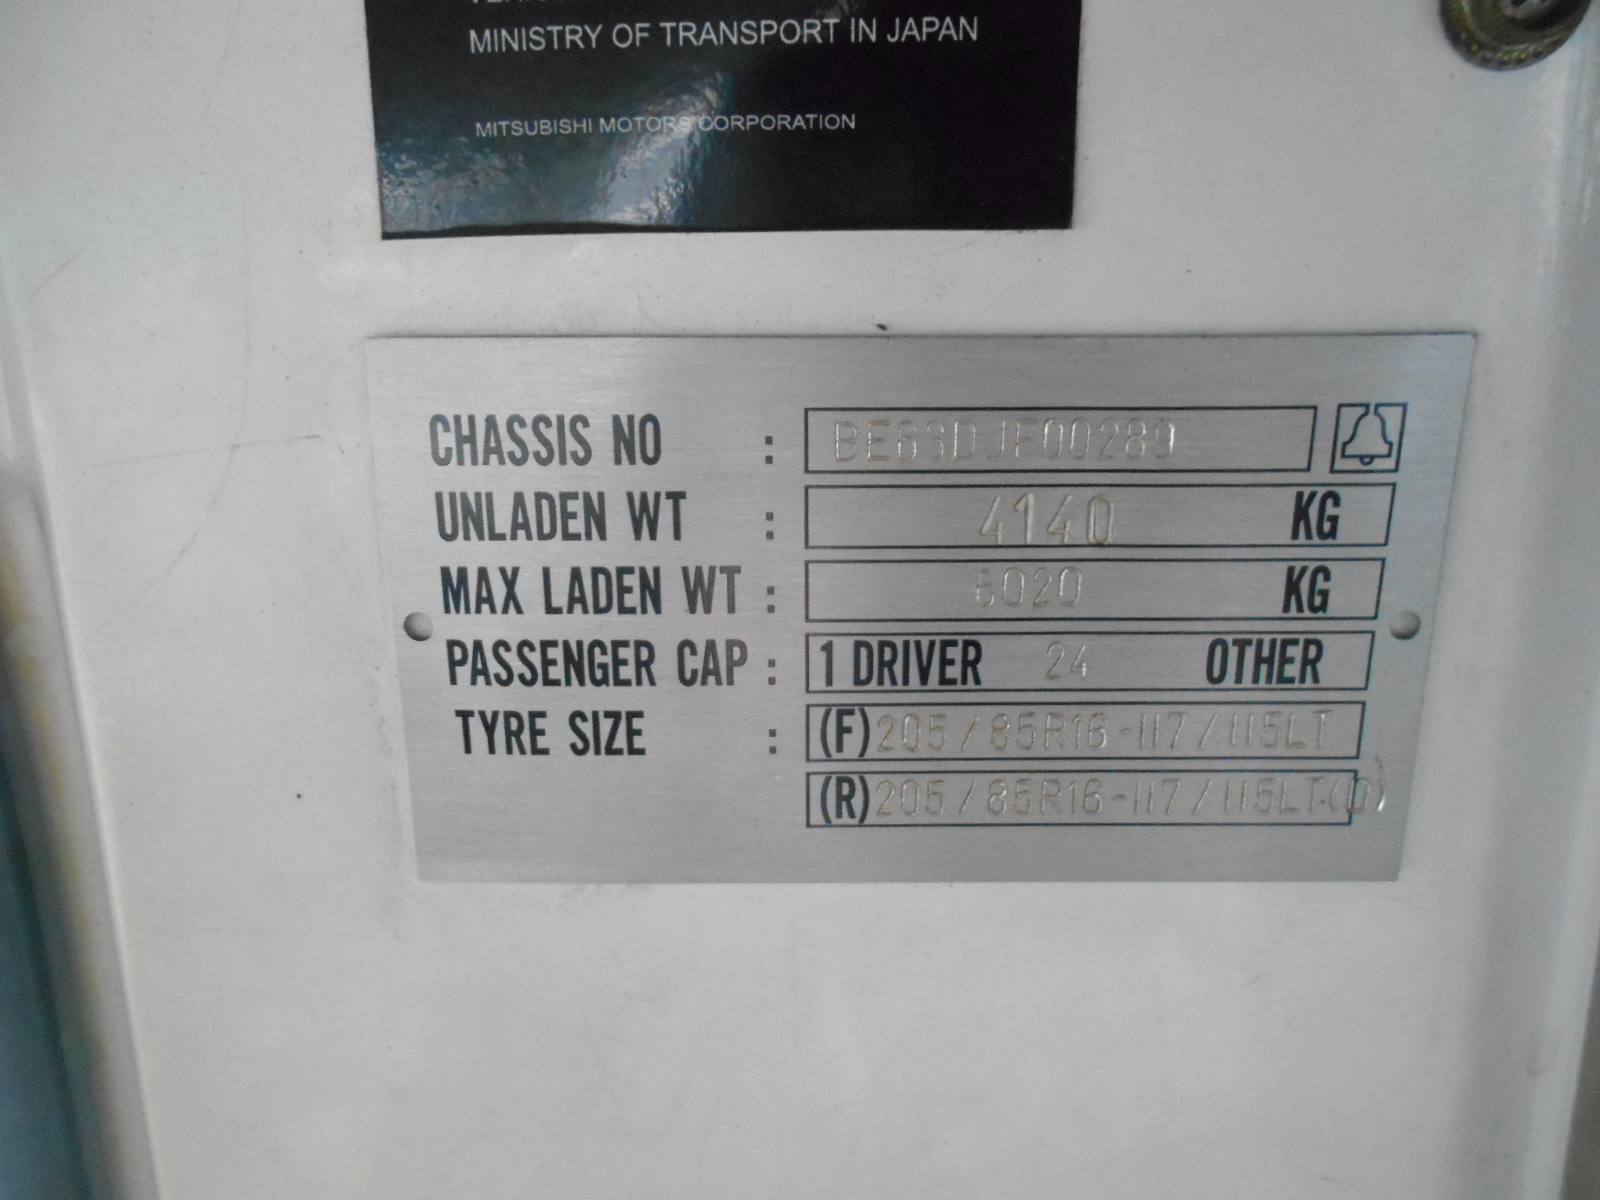 MINISTRY OF TRANSPORT IN JAPAN
MITSUBISHI MOTORS CORPORATION
CHASSIS NO : BE63DJF00289
UNLADEN WT : 4140 KG
MAX LADEN WT : 6020 KG
PASSENGER CAP : 1 DRIVER 24 OTHER
TYRE SIZE : (F) 205/85R16-117/115LT
(R) 205/85R16-117/115LT(D)